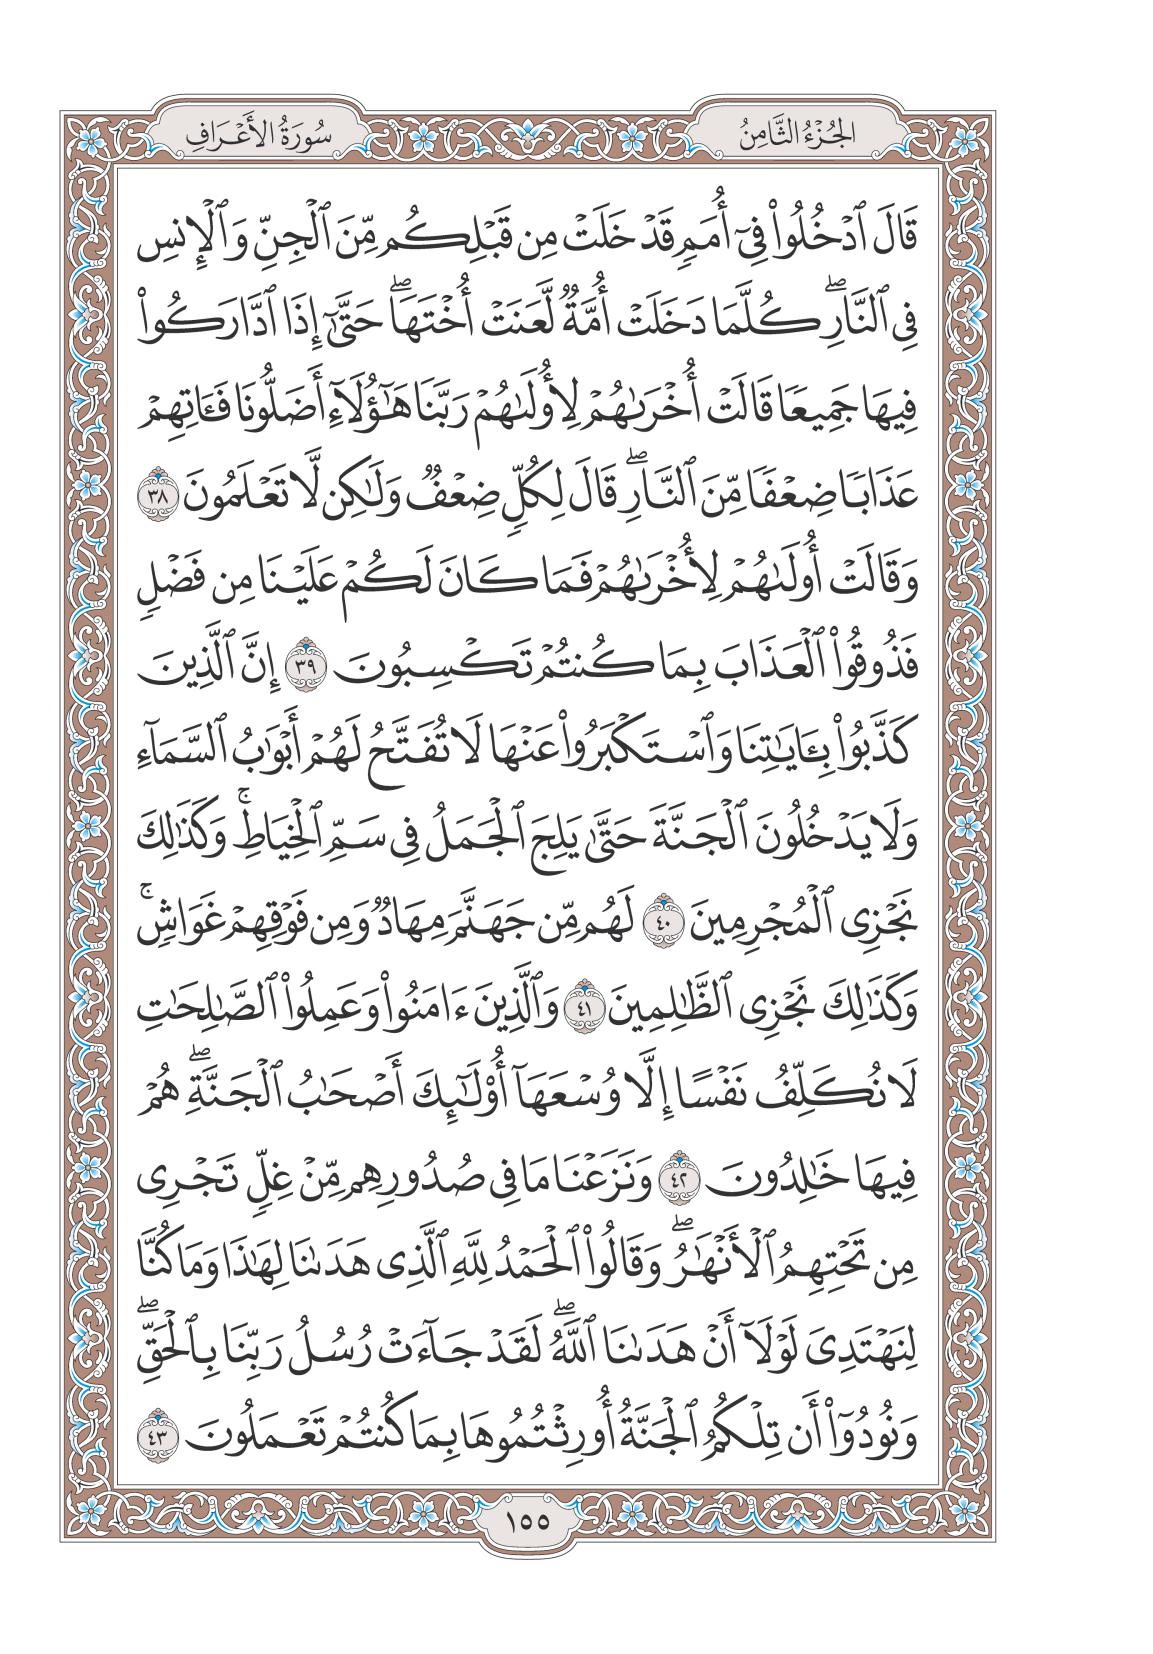 الجُزْءُ الثَّامِنُ
سُورَةُ الأَعْرَافِ
قَالَ ٱدْخُلُوا۟ فِىٓ أُمَمٍ قَدْ خَلَتْ مِن قَبْلِكُم مِّنَ ٱلْجِنِّ وَٱلْإِنسِ
فِى ٱلنَّارِ ۖ كُلَّمَا دَخَلَتْ أُمَّةٌ لَّعَنَتْ أُخْتَهَا ۖ حَتَّىٰٓ إِذَا ٱدَّارَكُوا۟
فِيهَا جَمِيعًا قَالَتْ أُخْرَىٰهُمْ لِأُولَىٰهُمْ رَبَّنَا هَٰٓؤُلَآءِ أَضَلُّونَا فَـَٔاتِهِمْ
عَذَابًا ضِعْفًا مِّنَ ٱلنَّارِ ۖ قَالَ لِكُلٍّ ضِعْفٌ وَلَٰكِن لَّا تَعْلَمُونَ ٣٨
وَقَالَتْ أُولَىٰهُمْ لِأُخْرَىٰهُمْ فَمَا كَانَ لَكُمْ عَلَيْنَا مِن فَضْلٍ
فَذُوقُوا۟ ٱلْعَذَابَ بِمَا كُنتُمْ تَكْسِبُونَ ٣٩ إِنَّ ٱلَّذِينَ
كَذَّبُوا۟ بِـَٔايَٰتِنَا وَٱسْتَكْبَرُوا۟ عَنْهَا لَا تُفَتَّحُ لَهُمْ أَبْوَٰبُ ٱلسَّمَآءِ
وَلَا يَدْخُلُونَ ٱلْجَنَّةَ حَتَّىٰ يَلِجَ ٱلْجَمَلُ فِى سَمِّ ٱلْخِيَاطِ ۚ وَكَذَٰلِكَ
نَجْزِى ٱلْمُجْرِمِينَ ٤٠ لَهُم مِّن جَهَنَّمَ مِهَادٌ وَمِن فَوْقِهِمْ غَوَاشٍ ۚ
وَكَذَٰلِكَ نَجْزِى ٱلظَّٰلِمِينَ ٤١ وَٱلَّذِينَ ءَامَنُوا۟ وَعَمِلُوا۟ ٱلصَّٰلِحَٰتِ
لَا نُكَلِّفُ نَفْسًا إِلَّا وُسْعَهَآ أُو۟لَٰٓئِكَ أَصْحَٰبُ ٱلْجَنَّةِ ۖ هُمْ
فِيهَا خَٰلِدُونَ ٤٢ وَنَزَعْنَا مَا فِى صُدُورِهِم مِّنْ غِلٍّ تَجْرِى
مِن تَحْتِهِمُ ٱلْأَنْهَٰرُ ۖ وَقَالُوا۟ ٱلْحَمْدُ لِلَّهِ ٱلَّذِى هَدَىٰنَا لِهَٰذَا وَمَا كُنَّا
لِنَهْتَدِىَ لَوْلَآ أَنْ هَدَىٰنَا ٱللَّهُ ۖ لَقَدْ جَآءَتْ رُسُلُ رَبِّنَا بِٱلْحَقِّ ۖ
وَنُودُوٓا۟ أَن تِلْكُمُ ٱلْجَنَّةُ أُورِثْتُمُوهَا بِمَا كُنتُمْ تَعْمَلُونَ ٤٣
١٥٥